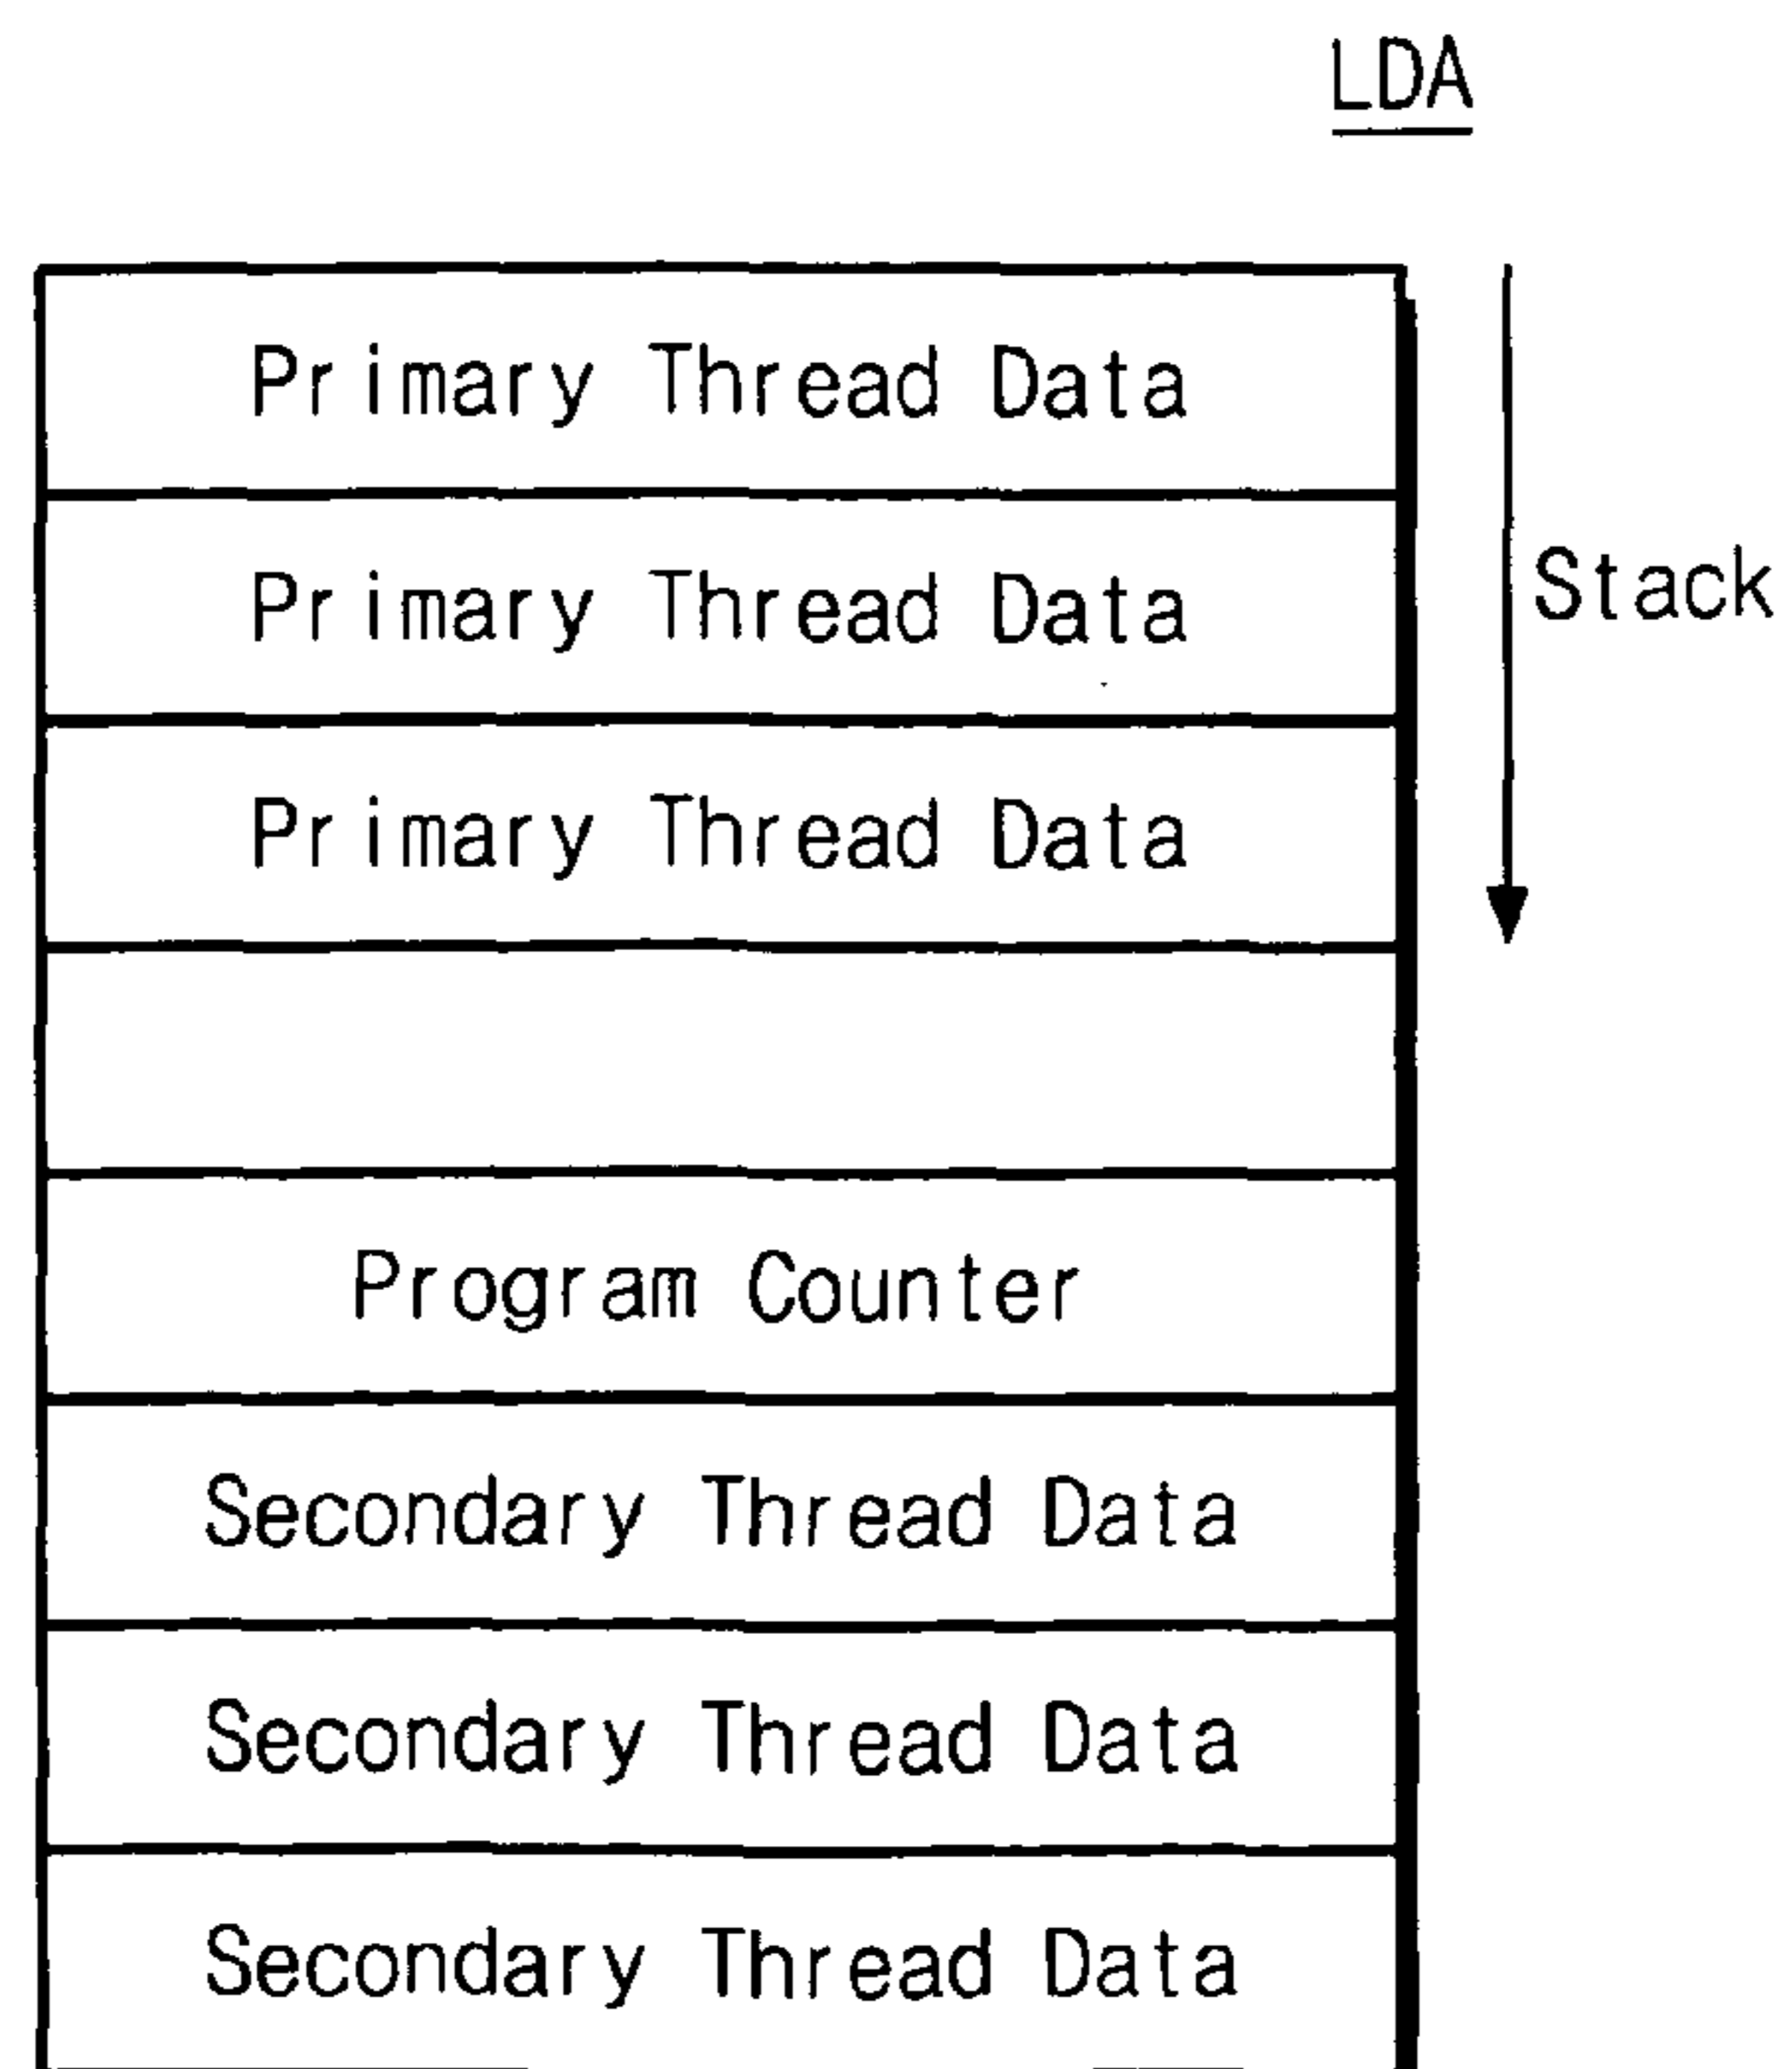 LDA
Primary Thread Data
Primary Thread Data
Stack
Primary Thread Data
Program Counter
Secondary Thread Data
Secondary Thread Data
Secondary Thread Data